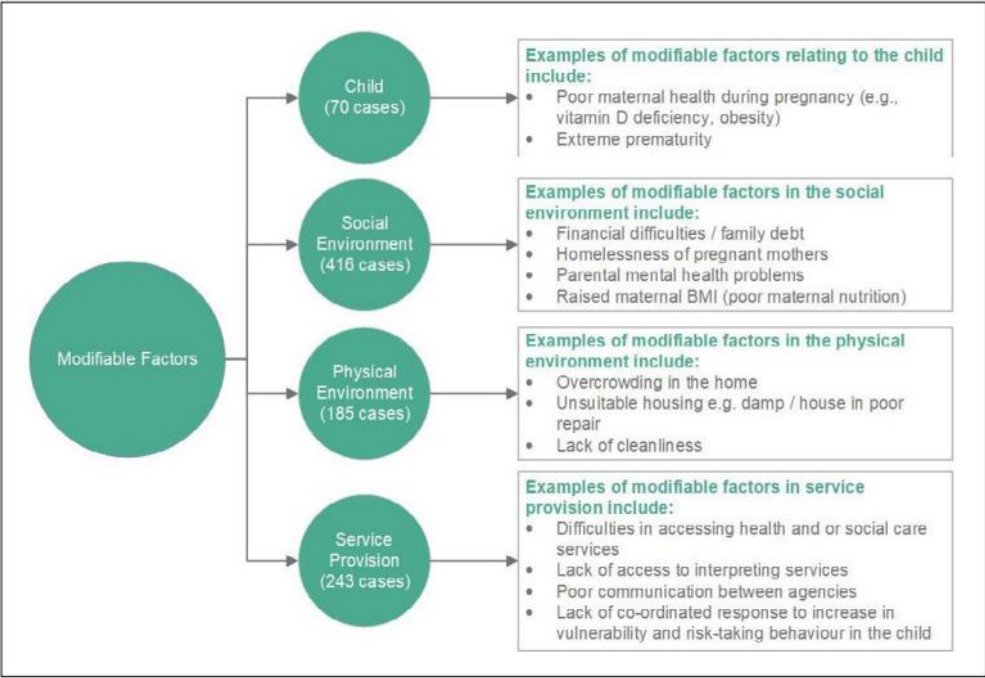 Modifiable Factors
Child
(70 cases)
Examples of modifiable factors relating to the child
include:
• Poor maternal health during pregnancy (e.g.,
vitamin D deficiency, obesity)
• Extreme prematurity
Social
Environment
(416 cases)
Examples of modifiable factors in the social
environment include:
• Financial difficulties / family debt
• Homelessness of pregnant mothers
• Parental mental health problems
• Raised maternal BMI (poor maternal nutrition)
Physical
Environment
(185 cases)
Examples of modifiable factors in the physical
environment include:
• Overcrowding in the home
• Unsuitable housing e.g. damp / house in poor
repair
• Lack of cleanliness
Service
Provision
(243 cases)
Examples of modifiable factors in service
provision include:
• Difficulties in accessing health and or social care
services
• Lack of access to interpreting services
• Poor communication between agencies
• Lack of co-ordinated response to increase in
vulnerability and risk-taking behaviour in the child